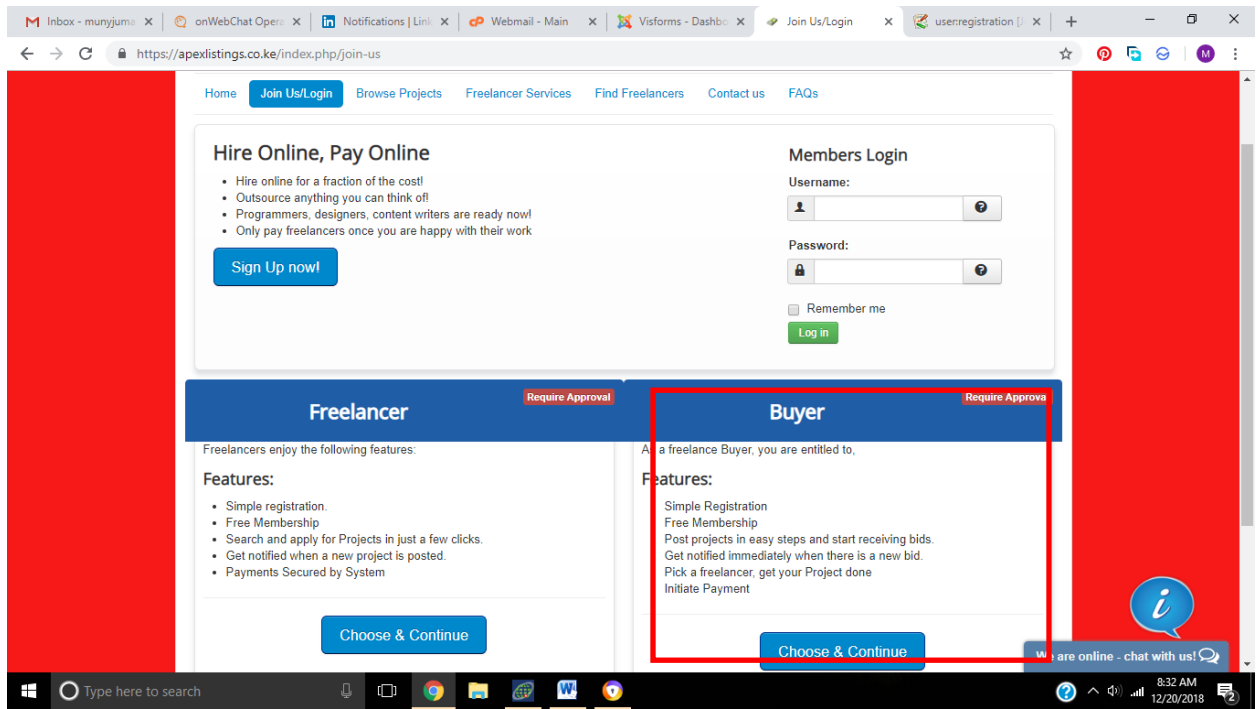 Inbox - munyjuma
onWebChat Opera
Notifications | Link
Webmail - Main
Visforms - Dashbo
Join Us/Login
user:registration [J
https://apexlistings.co.ke/index.php/join-us
M
Home Join Us/Login Browse Projects Freelancer Services Find Freelancers Contact us FAQs
Hire Online, Pay Online
Hire online for a fraction of the cost!
Outsource anything you can think of!
Programmers, designers, content writers are ready now!
Only pay freelancers once you are happy with their work
Sign Up now!
Members Login
Username:
Password:
Remember me
Log in
Freelancer
Require Approval
Freelancers enjoy the following features:
Features:
Simple registration.
Free Membership
Search and apply for Projects in just a few clicks.
Get notified when a new project is posted.
Payments Secured by System
Choose & Continue
Buyer
Require Approval
As a freelance Buyer, you are entitled to,
Features:
Simple Registration
Free Membership
Post projects in easy steps and start receiving bids.
Get notified immediately when there is a new bid.
Pick a freelancer, get your Project done
Initiate Payment
Choose & Continue
We are online - chat with us!
Type here to search
8:32 AM
12/20/2018
2